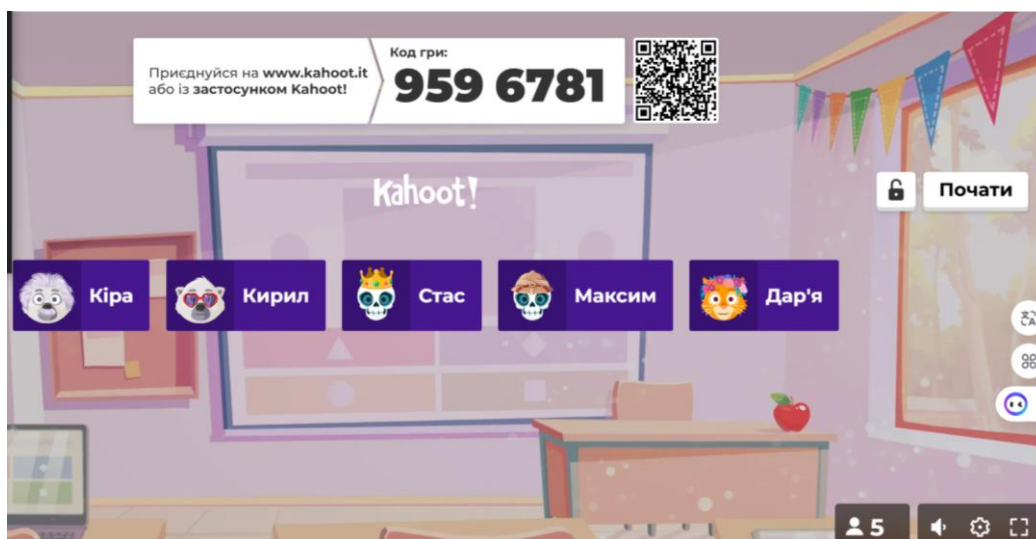 Приєднуйся на www.kahoot.it
або із застосунком Kahoot!
Код гри:
959 6781
Kahoot!
Почати
Кіра
Кирил
Стас
Максим
Дар'я
5